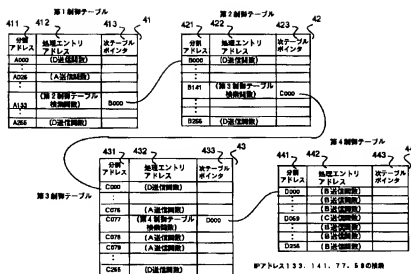 第1制御テーブル
411 412 413 41
分割アドレス 処理エントリアドレス 次テーブルポインタ
A000 (D送信関数)
A026 (A送信関数)
A133 (第2制御テーブル検索関数) B000
A255 (D送信関数)
第2制御テーブル
421 422 423 42
分割アドレス 処理エントリアドレス 次テーブルポインタ
B000 (D送信関数)
B141 (第3制御テーブル検索関数) C000
B255 (D送信関数)
第3制御テーブル
431 432 433 43
分割アドレス 処理エントリアドレス 次テーブルポインタ
C000 (D送信関数)
C076 (A送信関数)
C077 (第4制御テーブル検索関数) D000
C078 (A送信関数)
C079 (A送信関数)
C255 (D送信関数)
第4制御テーブル
441 442 443
分割アドレス 処理エントリアドレス 次テーブルポインタ
D000 (B送信関数)
(B送信関数)
(B送信関数)
D059 (C送信関数)
(B送信関数)
(B送信関数)
D255 (B送信関数)
IPアドレス133.141.77.58の検索